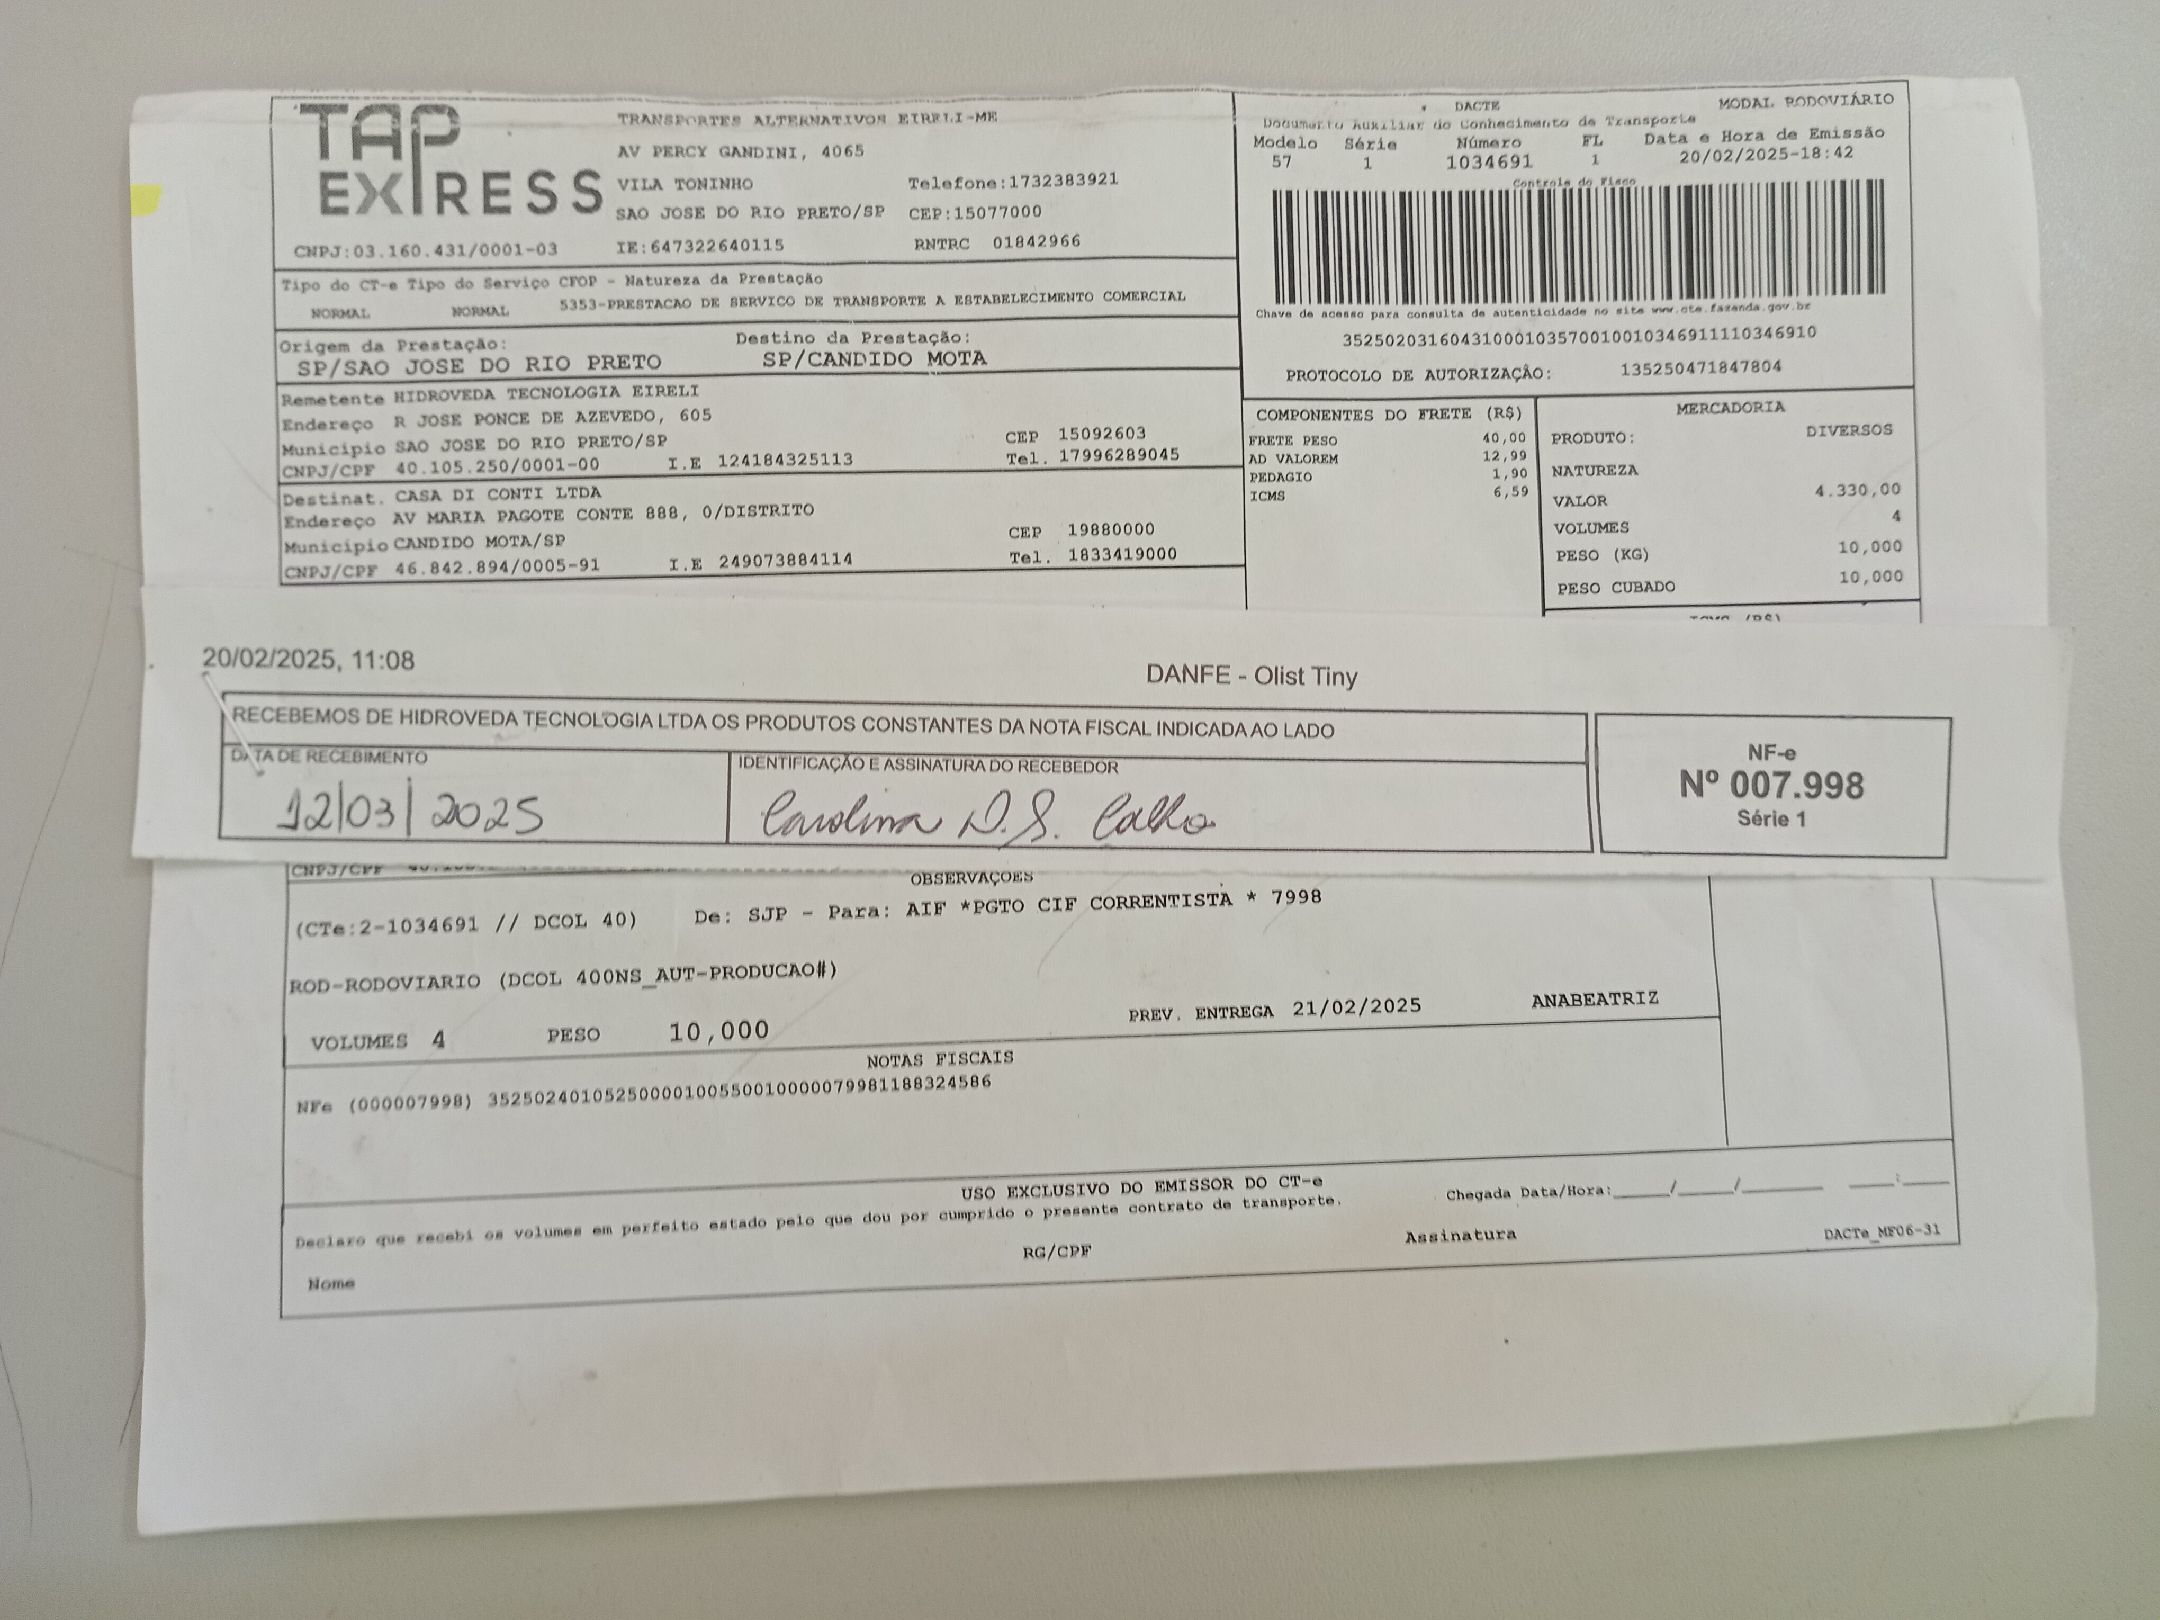 TAP
EXPRESS
TRANSPORTES ALTERNATIVOS EIRELI-ME
AV PERCY GANDINI, 4065
VILA TONINHO Telefone:1732383921
SAO JOSE DO RIO PRETO/SP CEP:15077000
CNPJ:03.160.431/0001-03 IE:647322640115 RNTRC 01842966
DACTE MODAL RODOVIÁRIO
Documento Auxiliar do Conhecimento de Transporte
Modelo Série Número FL Data e Hora de Emissão
57 1 1034691 1 20/02/2025-18:42
Controle do Fisco
Chave de acesso para consulta de autenticidade no site www.cte.fazenda.gov.br
35250203160431000103570010010346911110346910
PROTOCOLO DE AUTORIZAÇÃO: 135250471847804
Tipo do CT-e Tipo do Serviço CFOP - Natureza da Prestação
NORMAL NORMAL 5353-PRESTACAO DE SERVICO DE TRANSPORTE A ESTABELECIMENTO COMERCIAL
Origem da Prestação: Destino da Prestação:
SP/SAO JOSE DO RIO PRETO SP/CANDIDO MOTA
Remetente HIDROVEDA TECNOLOGIA EIRELI
Endereço R JOSE PONCE DE AZEVEDO, 605
Municipio SAO JOSE DO RIO PRETO/SP CEP 15092603
CNPJ/CPF 40.105.250/0001-00 I.E 124184325113 Tel. 17996289045
Destinat. CASA DI CONTI LTDA
Endereço AV MARIA PAGOTE CONTE 888, 0/DISTRITO
Municipio CANDIDO MOTA/SP CEP 19880000
CNPJ/CPF 46.842.894/0005-91 I.E 249073884114 Tel. 1833419000
COMPONENTES DO FRETE (R$)
FRETE PESO 40,00
AD VALOREM 12,99
PEDAGIO 1,90
ICMS 6,59
MERCADORIA
PRODUTO: DIVERSOS
NATUREZA
VALOR 4.330,00
VOLUMES 4
PESO (KG) 10,000
PESO CUBADO 10,000
20/02/2025, 11:08 DANFE - Olist Tiny
RECEBEMOS DE HIDROVEDA TECNOLOGIA LTDA OS PRODUTOS CONSTANTES DA NOTA FISCAL INDICADA AO LADO
DATA DE RECEBIMENTO IDENTIFICAÇÃO E ASSINATURA DO RECEBEDOR
12/03/2025 Carolina D.S.
NF-e
Nº 007.998
Série 1
CNPJ/CPF
OBSERVAÇOES
(CTe:2-1034691 // DCOL 40) De: SJP - Para: AIF *PGTO CIF CORRENTISTA * 7998
ROD-RODOVIARIO (DCOL 400NS_AUT-PRODUCAO#)
PREV. ENTREGA 21/02/2025 ANABEATRIZ
VOLUMES 4 PESO 10,000
NOTAS FISCAIS
NFe (000007998) 35250240105250000100550010000079981188324586
USO EXCLUSIVO DO EMISSOR DO CT-e
Declaro que recebi os volumes em perfeito estado pelo que dou por cumprido o presente contrato de transporte. Chegada Data/Hora:____/____/______ ___:___
Nome RG/CPF Assinatura DACTe_MF06-31